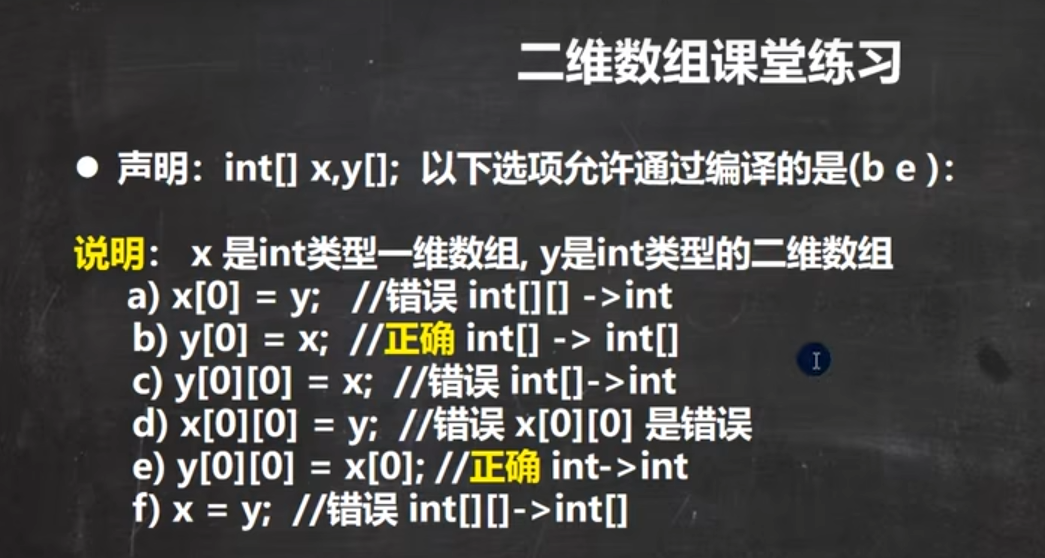 二维数组课堂练习
● 声明：int[] x,y[]; 以下选项允许通过编译的是(b e )：
说明： x 是int类型一维数组, y是int类型的二维数组
a) x[0] = y; //错误 int[][] ->int
b) y[0] = x; //正确 int[] -> int[]
c) y[0][0] = x; //错误 int[]->int
d) x[0][0] = y; //错误 x[0][0] 是错误
e) y[0][0] = x[0]; //正确 int->int
f) x = y; //错误 int[][]->int[]